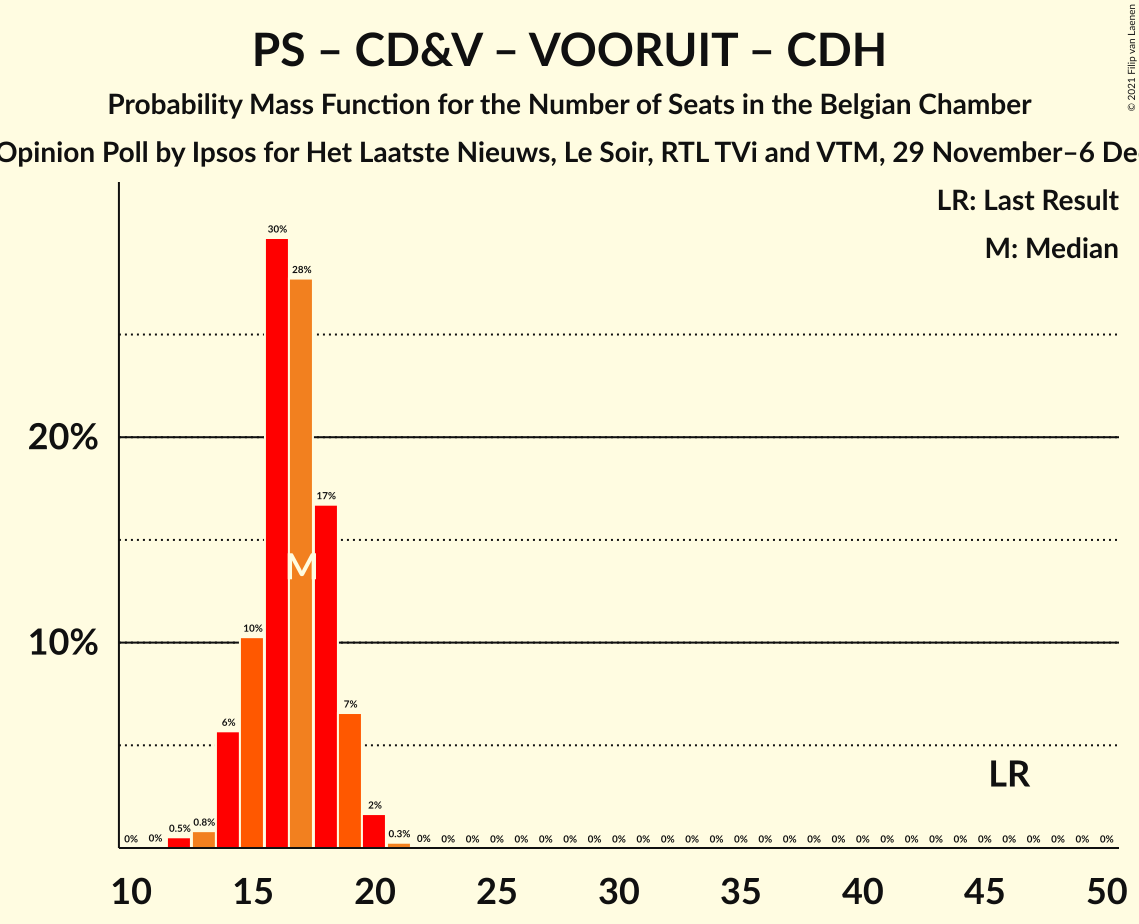 PS – CD&V – VOORUIT – CDH
Probability Mass Function for the Number of Seats in the Belgian Chamber
Opinion Poll by Ipsos for Het Laatste Nieuws, Le Soir, RTL TVi and VTM, 29 November–6 De
© 2021 Filip van Laenen
LR: Last Result
M: Median
20%
10%
0% 0% 0.5% 0.8% 6% 10% 30% 28% 17% 7% 2% 0.3% 0% 0% 0% 0% 0% 0% 0% 0% 0% 0% 0% 0% 0% 0% 0% 0% 0% 0% 0% 0% 0% 0% 0% 0% 0% 0% 0% 0% 0%
M
LR
10 15 20 25 30 35 40 45 50